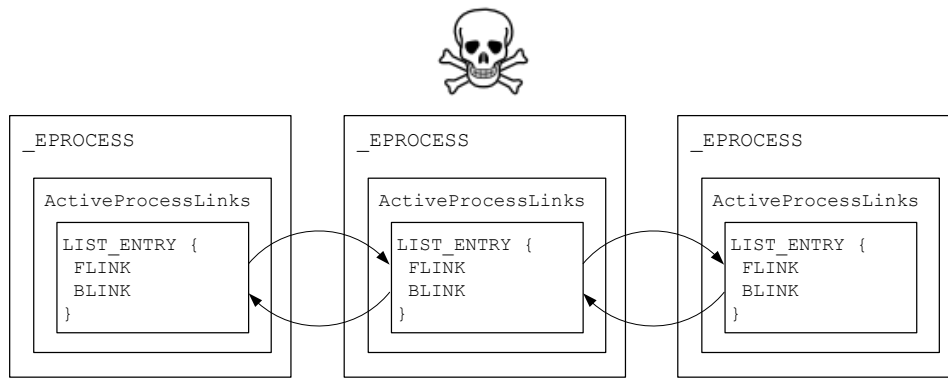 _EPROCESS
ActiveProcessLinks
LIST_ENTRY {
FLINK
BLINK
}
_EPROCESS
ActiveProcessLinks
LIST_ENTRY {
FLINK
BLINK
}
_EPROCESS
ActiveProcessLinks
LIST_ENTRY {
FLINK
BLINK
}